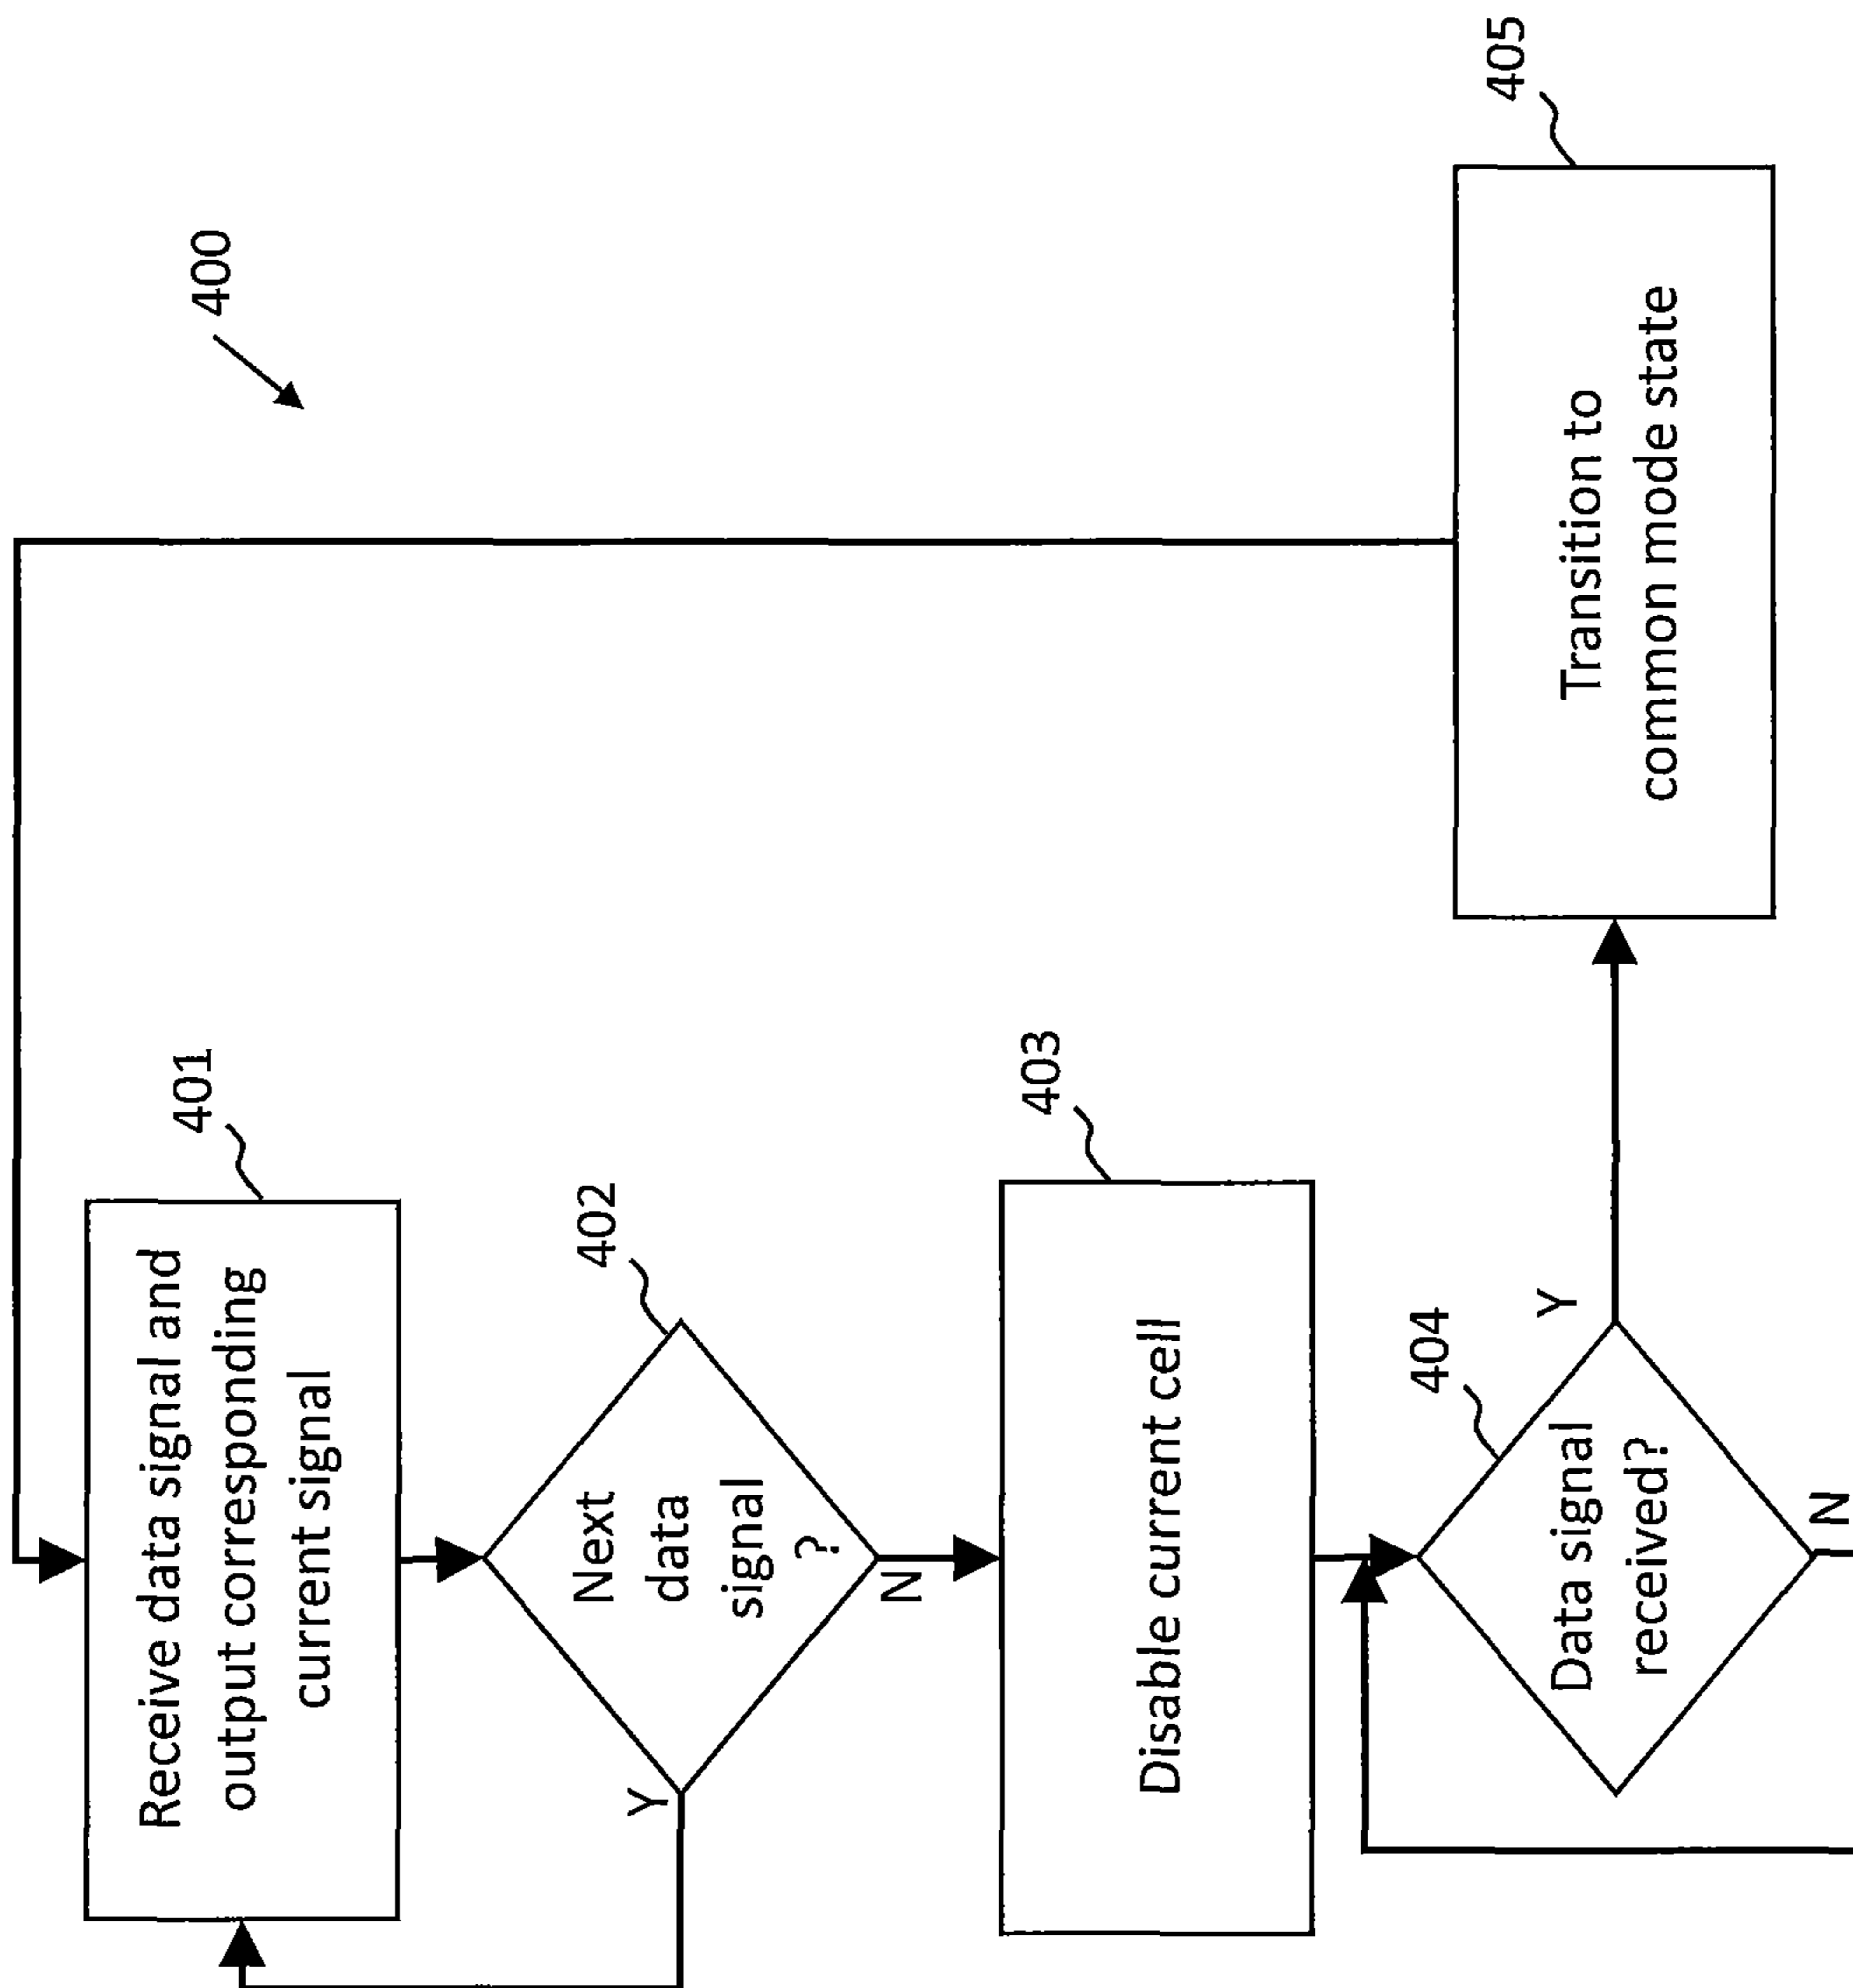 400
401
Receive data signal and
output corresponding
current signal
402
Next
data
signal
?
Y
N
403
Disable current cell
404
Data signal
received?
Y
N
405
Transition to
common mode state